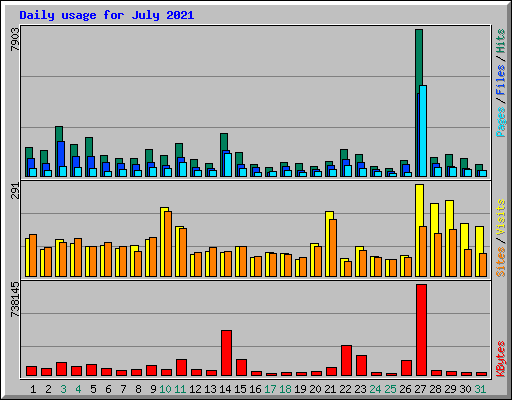 Daily usage for July 2021
7903
Pages / Files / Hits
291
Sites / Visits
738145
KBytes
1 2 3 4 5 6 7 8 9 10 11 12 13 14 15 16 17 18 19 20 21 22 23 24 25 26 27 28 29 30 31